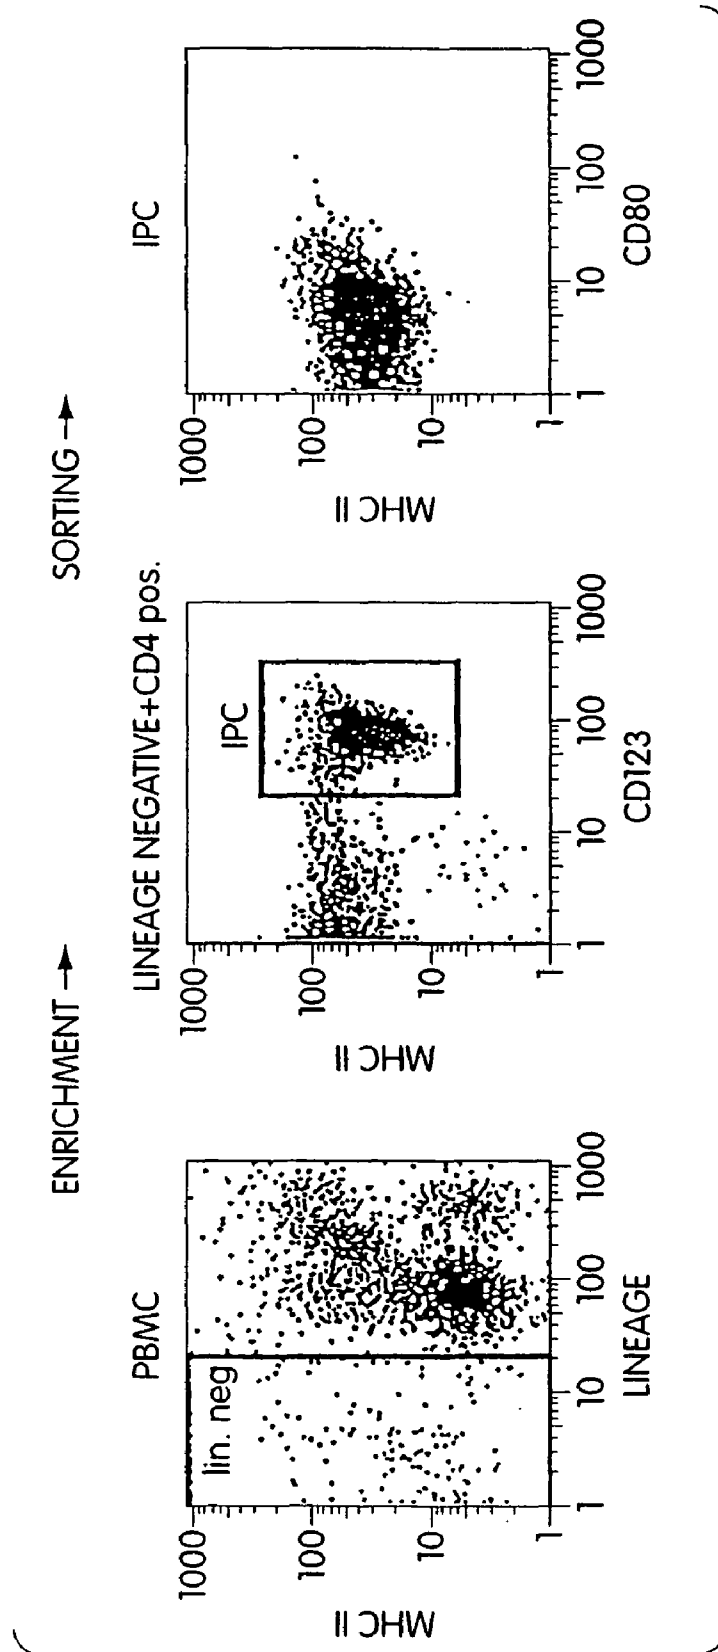 ENRICHMENT → SORTING →
PBMC
lin. neg
MHC II
1000
100
10
1
1 10 100 1000
LINEAGE
LINEAGE NEGATIVE+CD4 pos.
IPC
MHC II
1000
100
10
1
1 10 100 1000
CD123
IPC
MHC II
1000
100
10
1
1 10 100 1000
CD80